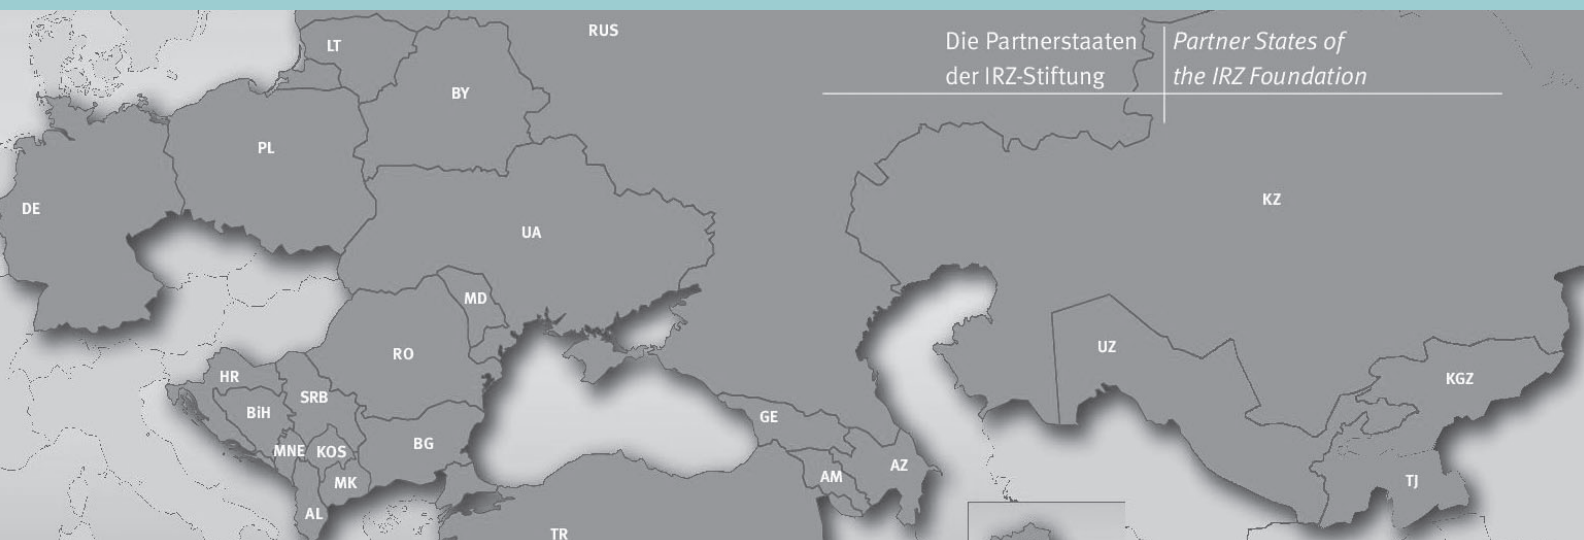 RUS
LT
Die Partnerstaaten
der IRZ-Stiftung
Partner States of
the IRZ Foundation
BY
PL
KZ
DE
UA
MD
UZ
RO
HR
KGZ
SRB
BiH
GE
BG
MNE
KOS
AZ
AM
MK
TJ
AL
TR